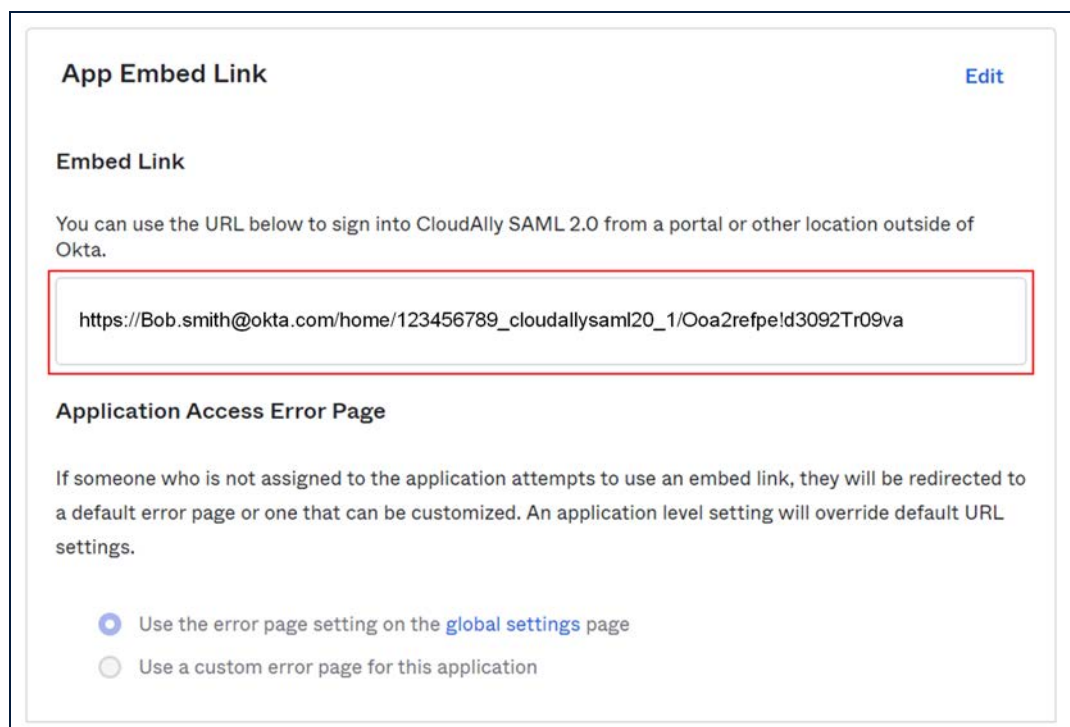 App Embed Link
Edit
Embed Link
You can use the URL below to sign into CloudAlly SAML 2.0 from a portal or other location outside of
Okta.
https://Bob.smith@okta.com/home/123456789_cloudallysaml20_1/Ooa2refpe!d3092Tr09va
Application Access Error Page
If someone who is not assigned to the application attempts to use an embed link, they will be redirected to
a default error page or one that can be customized. An application level setting will override default URL
settings.
Use the error page setting on the global settings page
Use a custom error page for this application